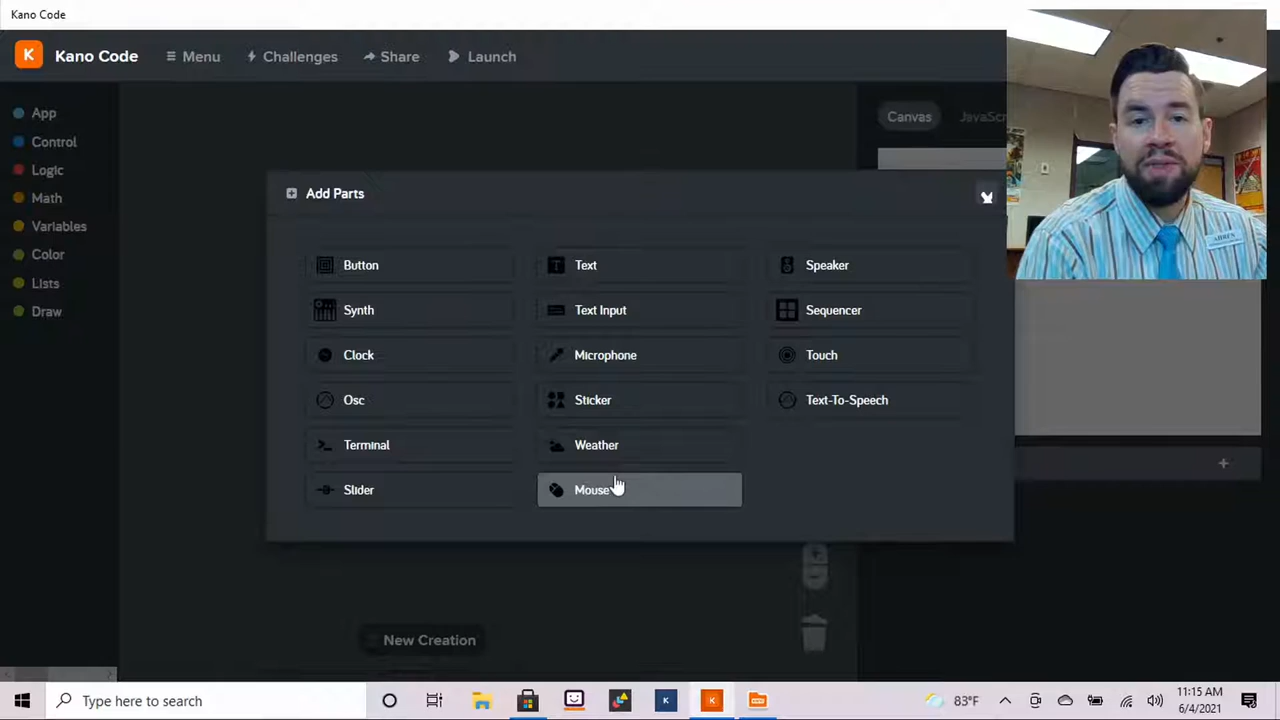 Kano Code
K
Kano Code
Menu
Challenges
Share
Launch
App
Control
Logic
Math
Variables
Color
Lists
Draw
Canvas
JavaScr
Add Parts
Button
Text
Speaker
Synth
Text Input
Sequencer
Clock
Microphone
Touch
Osc
Sticker
Text-To-Speech
Terminal
Weather
Slider
Mouse
New Creation
Type here to search
K
K
83°F
11:15 AM
6/4/2021